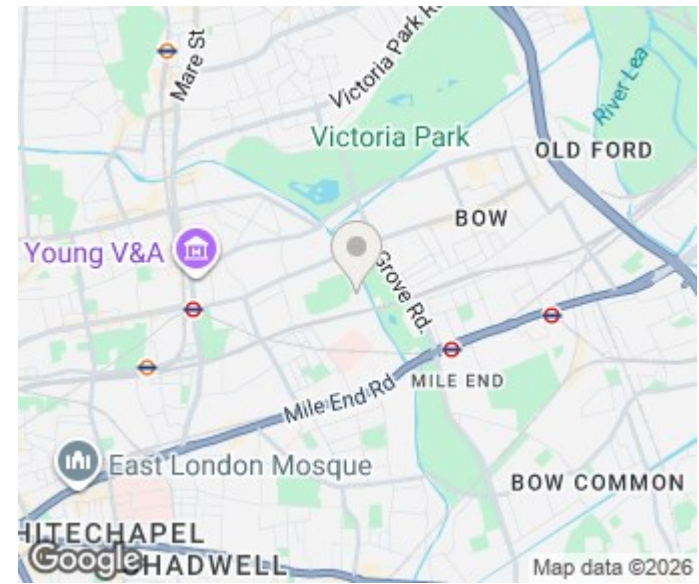 Mare St
Victoria Park R
River Lea
Victoria Park
OLD FORD
BOW
Young V&A
Grove Rd.
MILE END
Mile End Rd
East London Mosque
BOW COMMON
HITECHAPEL
Google
HADWELL
Map data ©2026